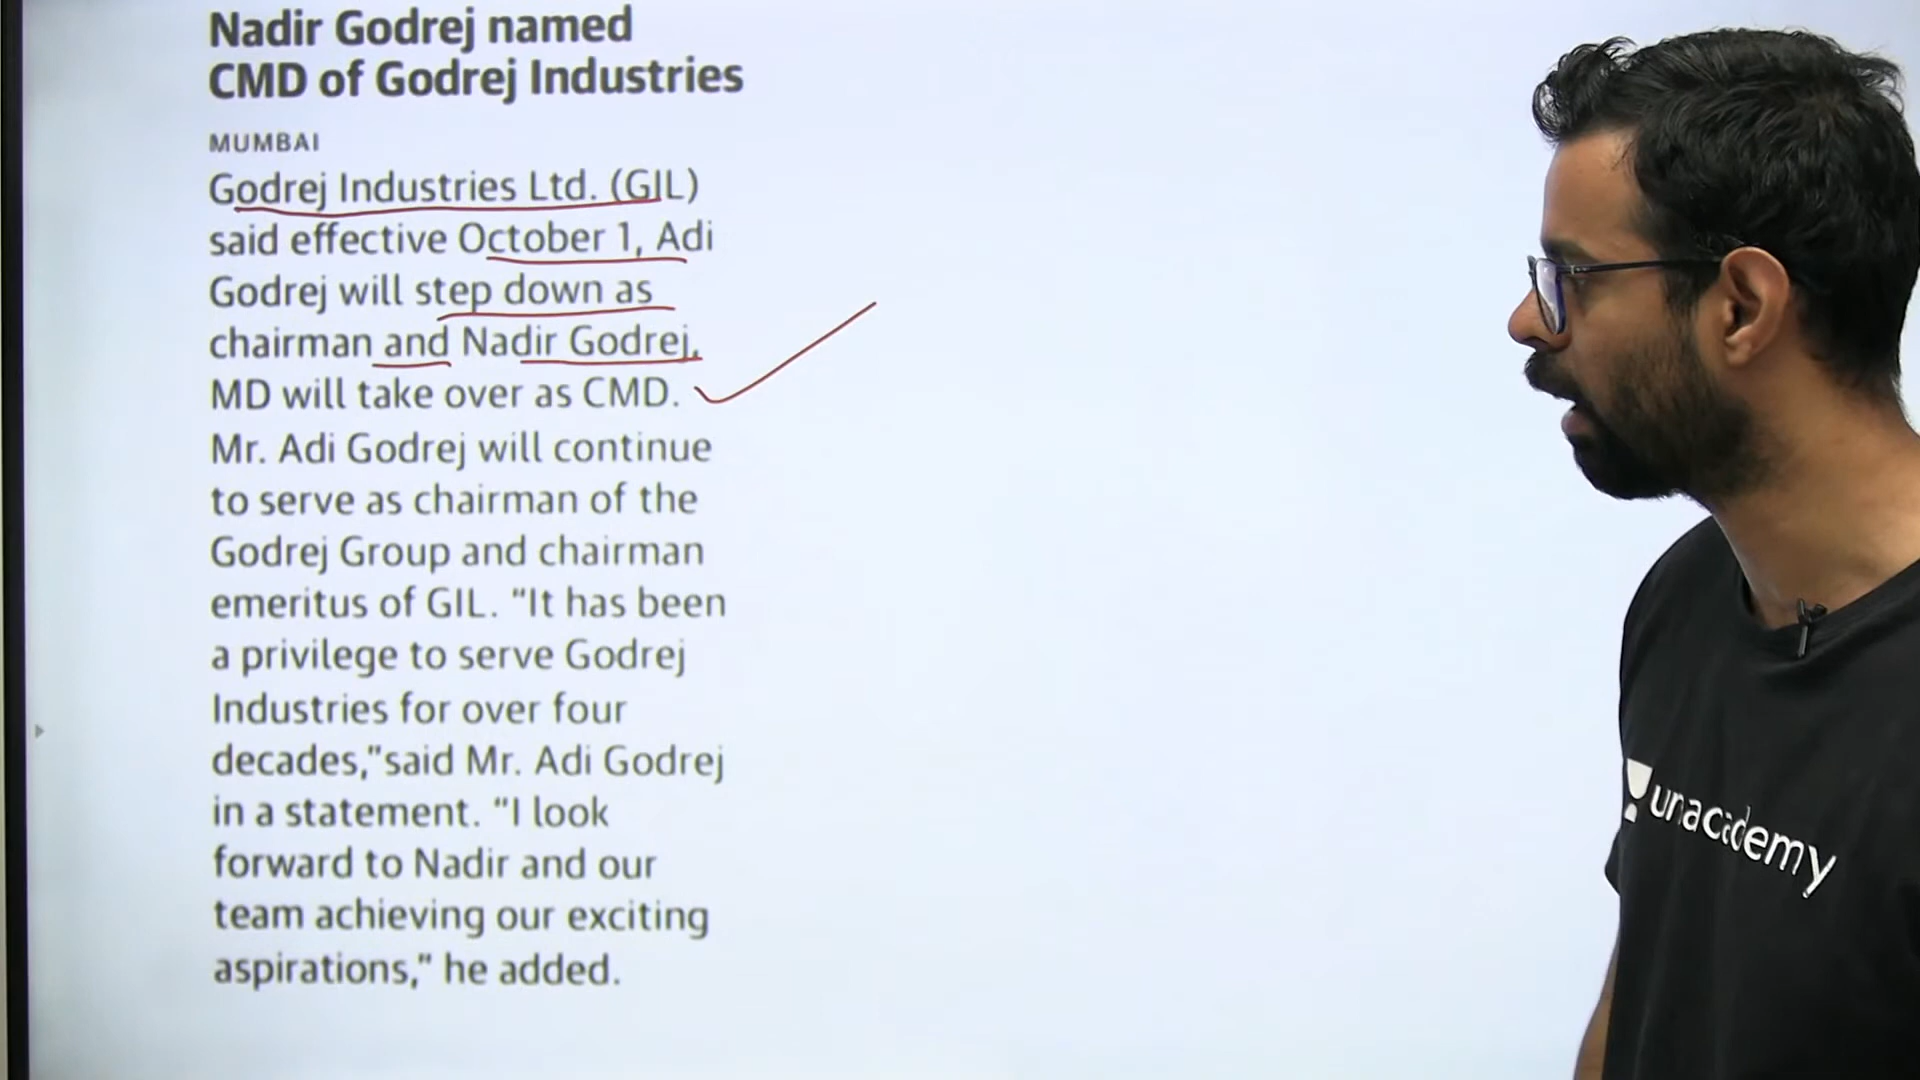 Nadir Godrej named
CMD of Godrej Industries
MUMBAI
Godrej Industries Ltd. (GIL)
said effective October 1, Adi
Godrej will step down as
chairman and Nadir Godrej,
MD will take over as CMD.
Mr. Adi Godrej will continue
to serve as chairman of the
Godrej Group and chairman
emeritus of GIL. "It has been
a privilege to serve Godrej
Industries for over four
decades,"said Mr. Adi Godrej
in a statement. "I look
forward to Nadir and our
team achieving our exciting
aspirations," he added.
unacademy